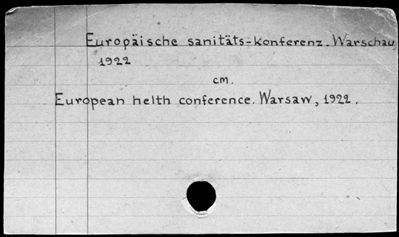 Europäische sanitäts-konferenz. Warschau
1922
cm.
European helth conference. Warsaw, 1922.